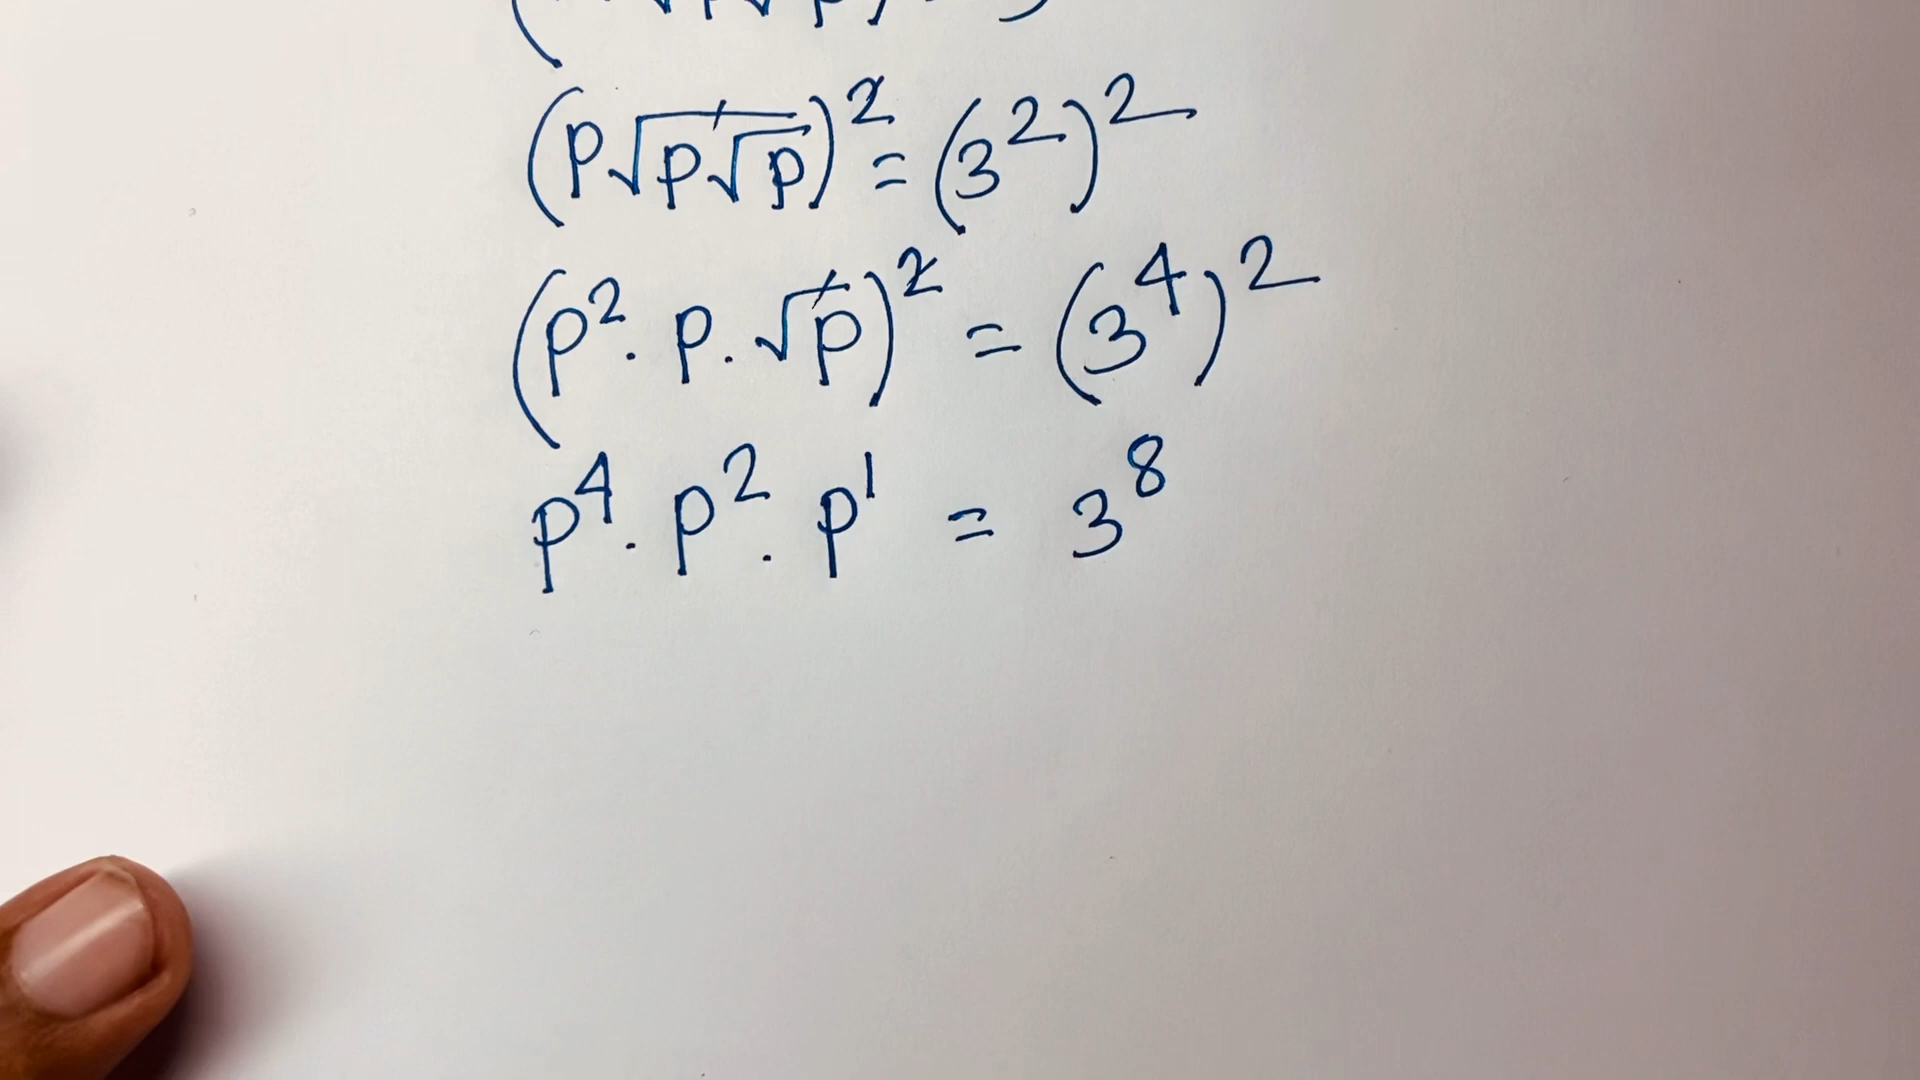 (p√(p√p))² = (3²)²
(p² . p . √p)² = (3⁴)²
p⁴ . p² . p¹ = 3⁸